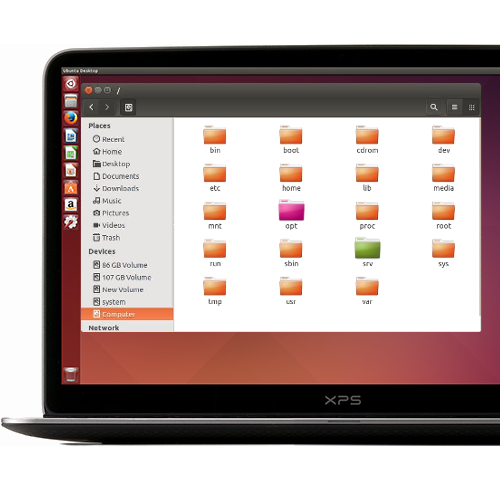 Ubuntu Desktop
/
Places
Recent
Home
Desktop
Documents
Downloads
Music
Pictures
Videos
Trash
Devices
86 GB Volume
107 GB Volume
New Volume
system
Computer
Network
bin boot cdrom dev
etc home lib media
mnt opt proc root
run sbin srv sys
tmp usr var
a
XPS